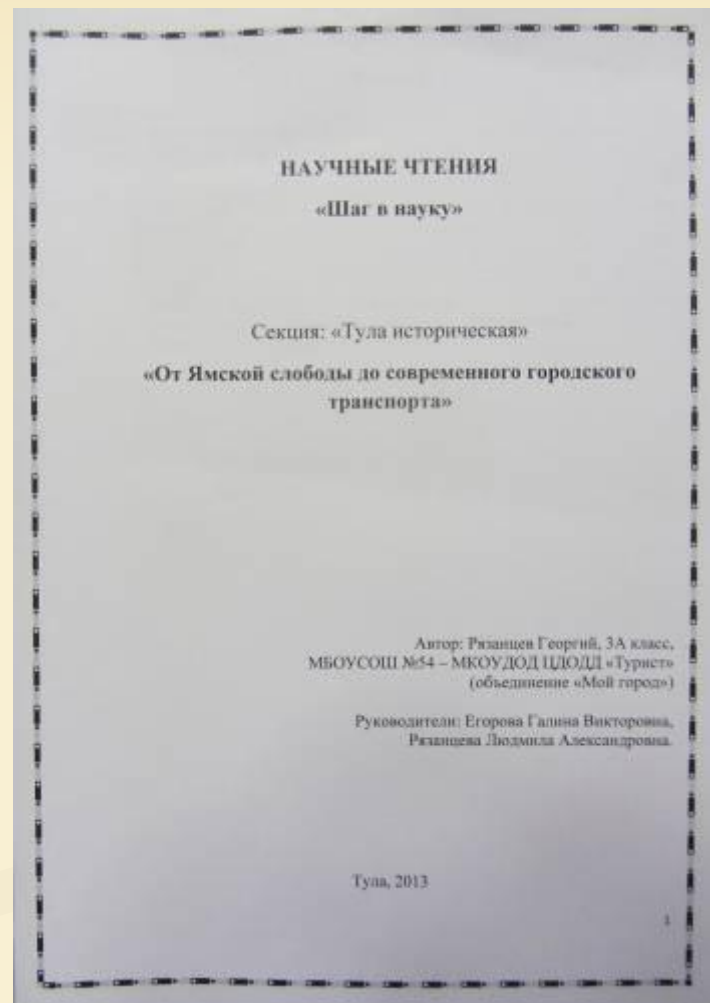 НАУЧНЫЕ ЧТЕНИЯ
«Шаг в науку»
Секция: «Тула историческая»
«От Ямской слободы до современного городского
транспорта»
Автор: Рязанцев Георгий, 3А класс,
МБОУСОШ №54 – МКОУДОД ЦДОДД «Турист»
(объединение «Мой город»)
Руководители: Егорова Галина Викторовна,
Рязанцева Людмила Александровна.
Тула, 2013
1